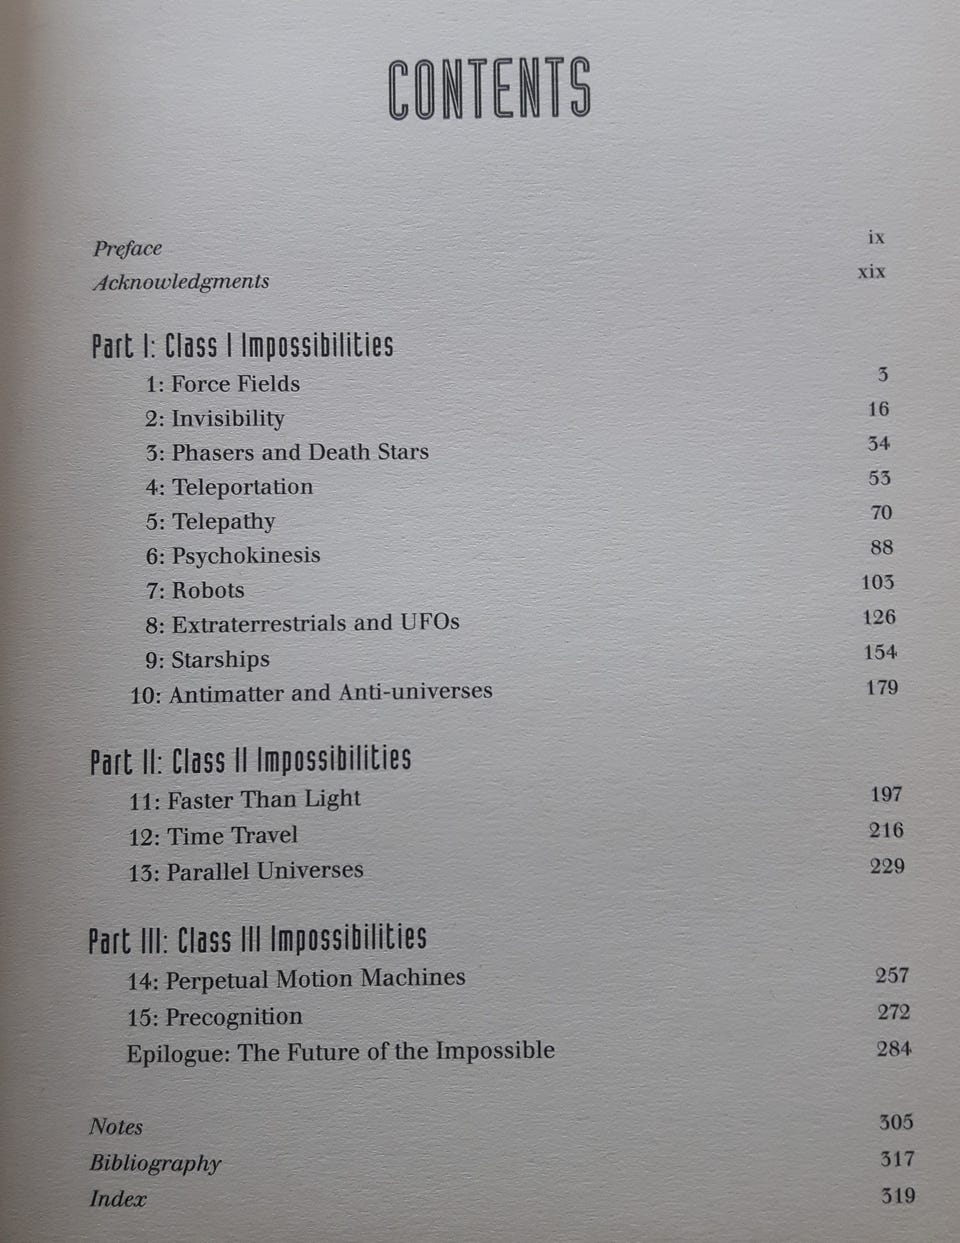 CONTENTS
Preface ix
Acknowledgments xix
Part I: Class I Impossibilities
1: Force Fields 3
2: Invisibility 16
3: Phasers and Death Stars 34
4: Teleportation 53
5: Telepathy 70
6: Psychokinesis 88
7: Robots 103
8: Extraterrestrials and UFOs 126
9: Starships 154
10: Antimatter and Anti-universes 179
Part II: Class II Impossibilities
11: Faster Than Light 197
12: Time Travel 216
13: Parallel Universes 229
Part III: Class III Impossibilities
14: Perpetual Motion Machines 257
15: Precognition 272
Epilogue: The Future of the Impossible 284
Notes 305
Bibliography 317
Index 319